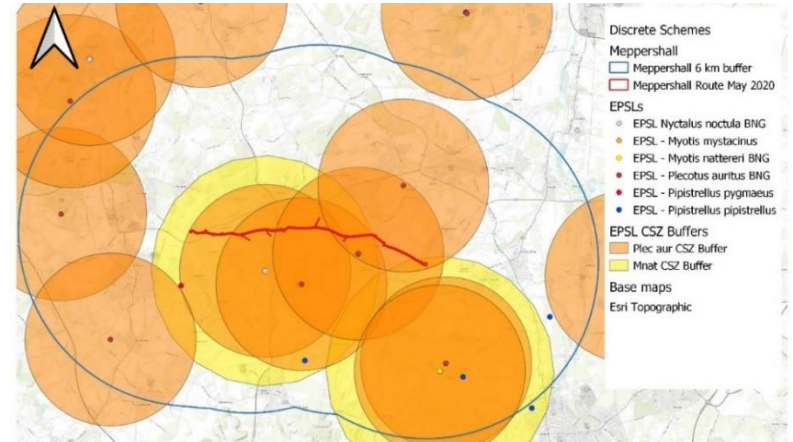 Discrete Schemes
Meppershall
Meppershall 6 km buffer
Meppershall Route May 2020
EPSLs
EPSL Nyctalus noctula BNG
EPSL - Myotis mystacinus
EPSL - Myotis nattereri BNG
EPSL - Plecotus auritus BNG
EPSL - Pipistrellus pygmaeus
EPSL - Pipistrellus pipistrellus
EPSL CSZ Buffers
Plec aur CSZ Buffer
Mnat CSZ Buffer
Base maps
Esri Topographic